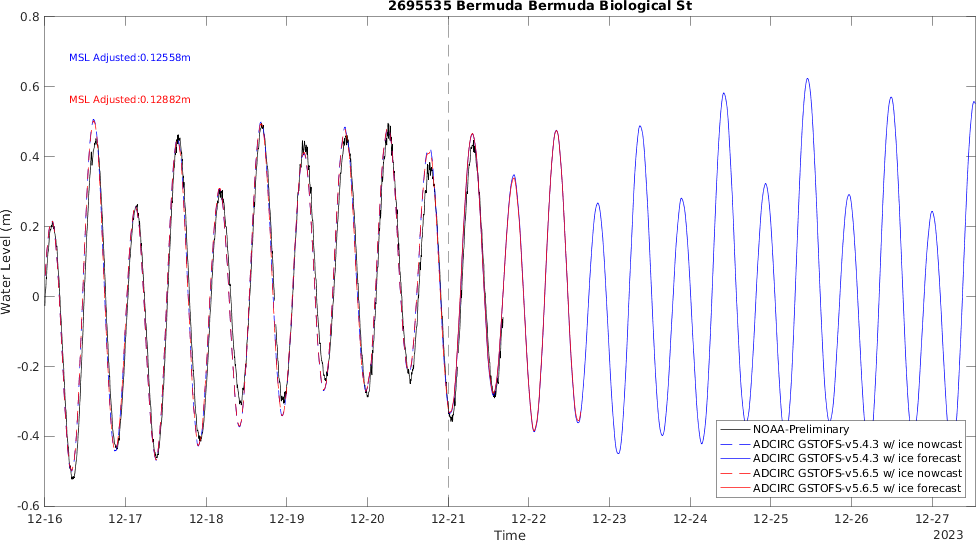 2695535 Bermuda Bermuda Biological St
0.8
0.6
0.4
0.2
0
-0.2
-0.4
-0.6
Water Level (m)
MSL Adjusted:0.12558m
MSL Adjusted:0.12882m
NOAA-Preliminary
ADCIRC GSTOFS-v5.4.3 w/ ice nowcast
ADCIRC GSTOFS-v5.4.3 w/ ice forecast
ADCIRC GSTOFS-v5.6.5 w/ ice nowcast
ADCIRC GSTOFS-v5.6.5 w/ ice forecast
12-16 12-17 12-18 12-19 12-20 12-21 12-22 12-23 12-24 12-25 12-26 12-27
Time
2023